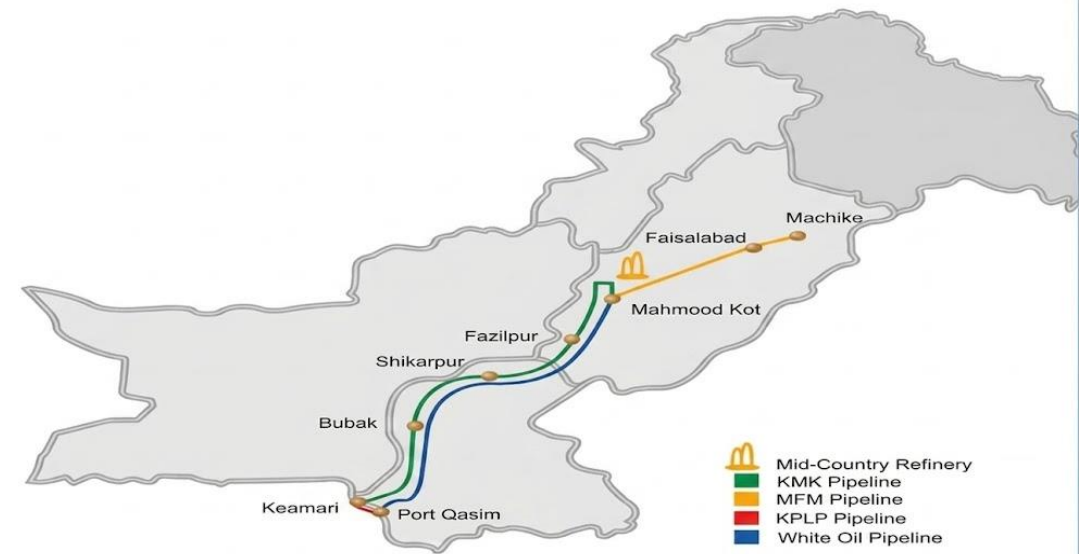 Machike
Faisalabad
Mahmood Kot
Fazilpur
Shikarpur
Bubak
Keamari
Port Qasim
Mid-Country Refinery
KMK Pipeline
MFM Pipeline
KPLP Pipeline
White Oil Pipeline